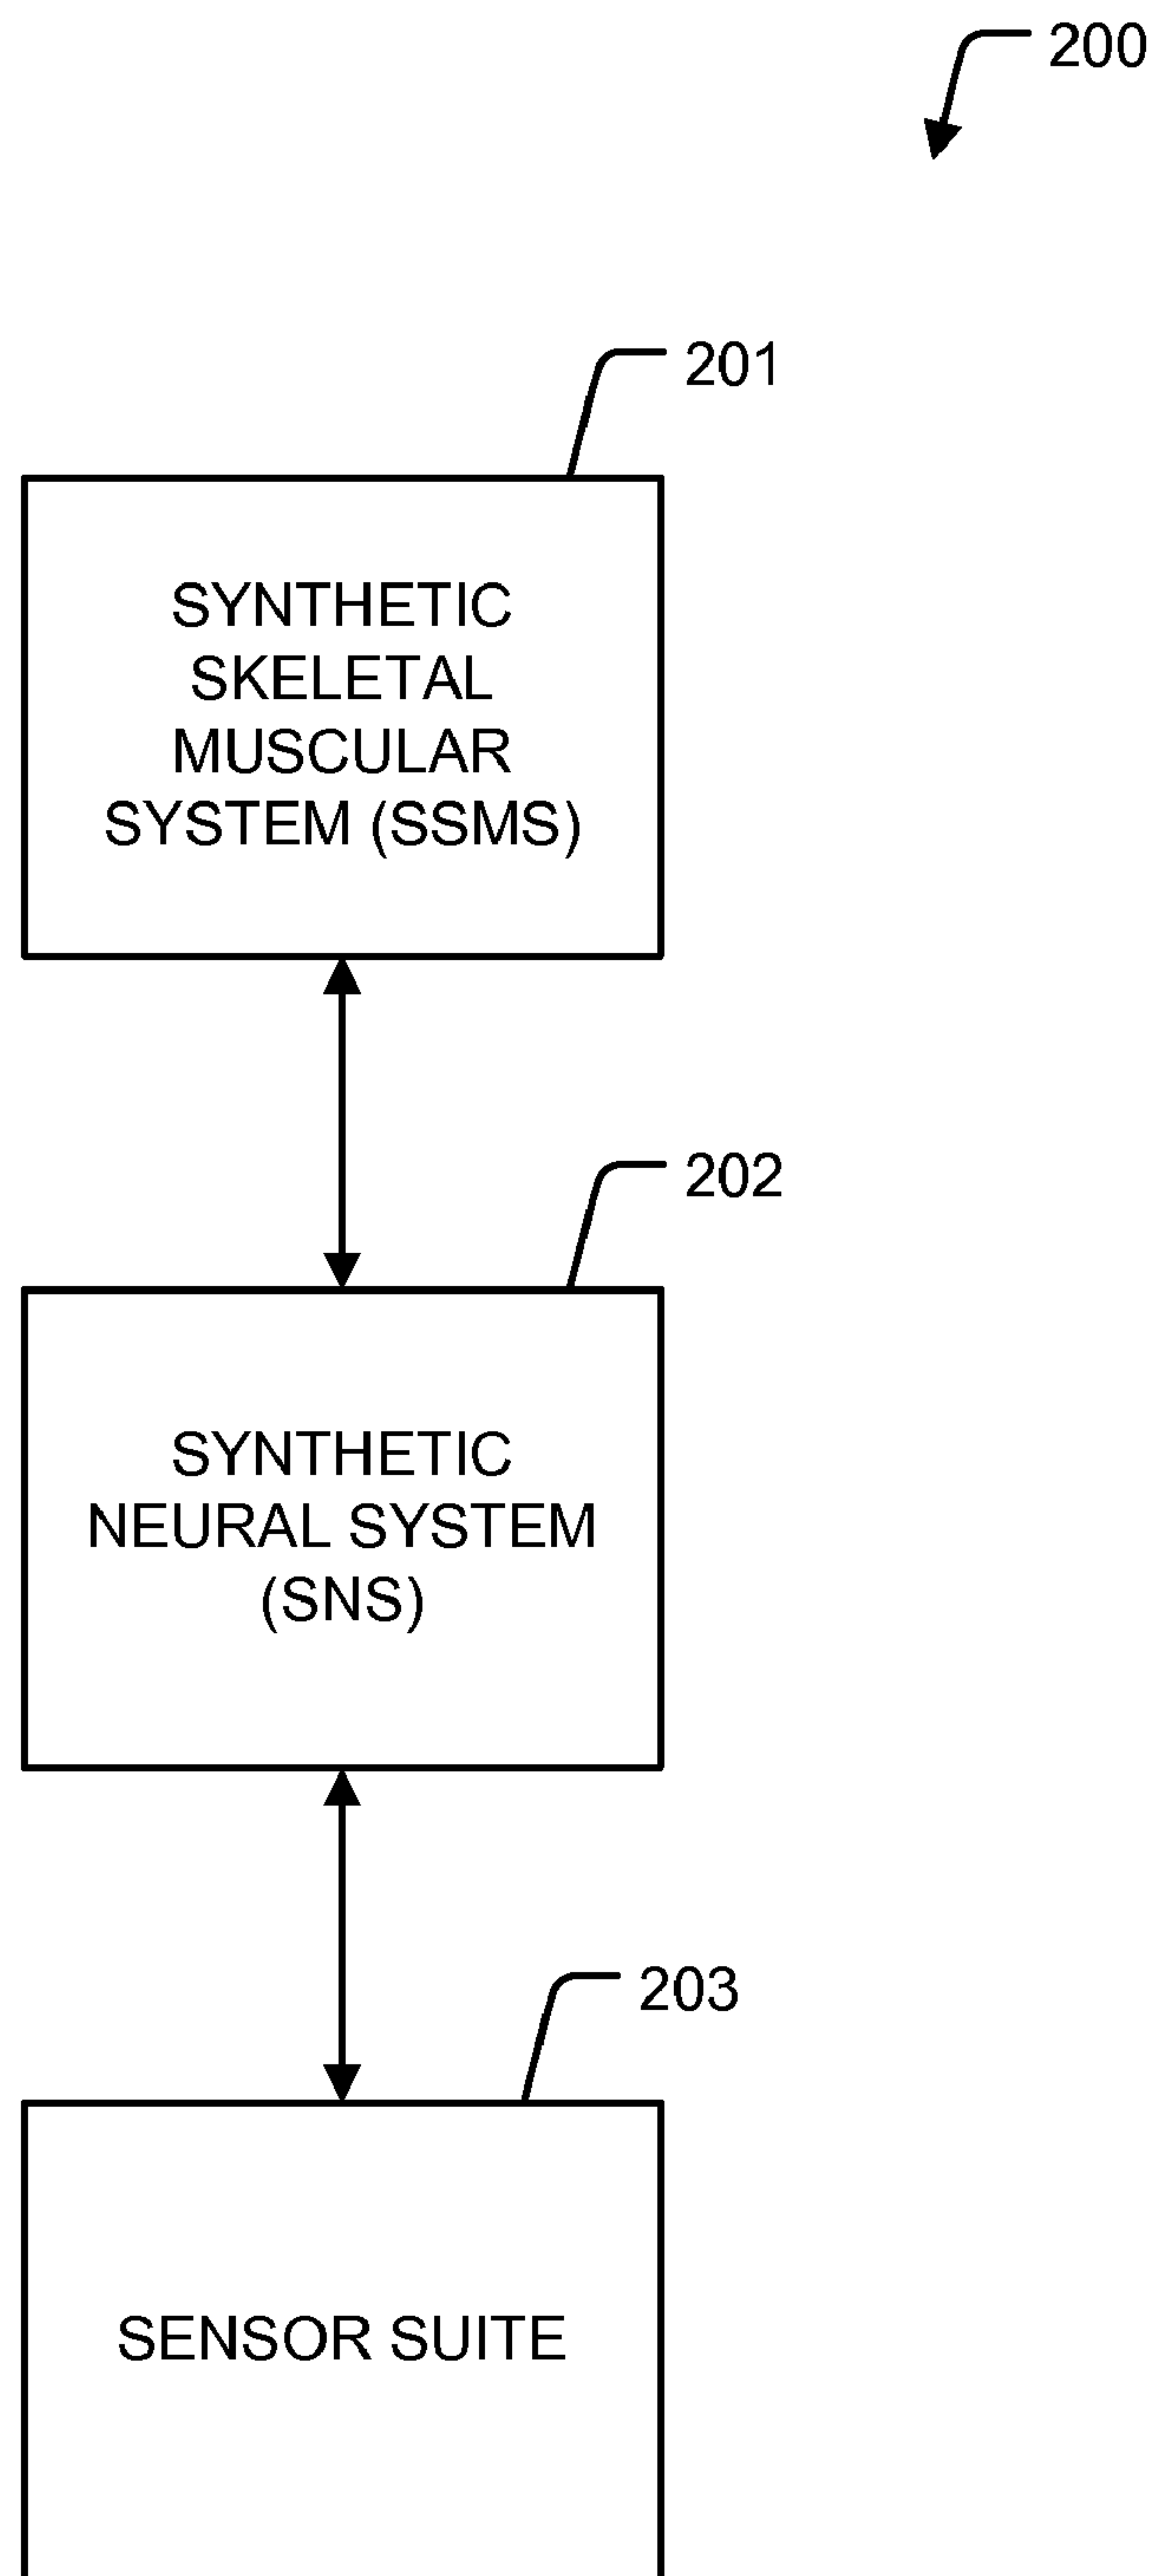 200
201
SYNTHETIC
SKELETAL
MUSCULAR
SYSTEM (SSMS)
202
SYNTHETIC
NEURAL SYSTEM
(SNS)
203
SENSOR SUITE